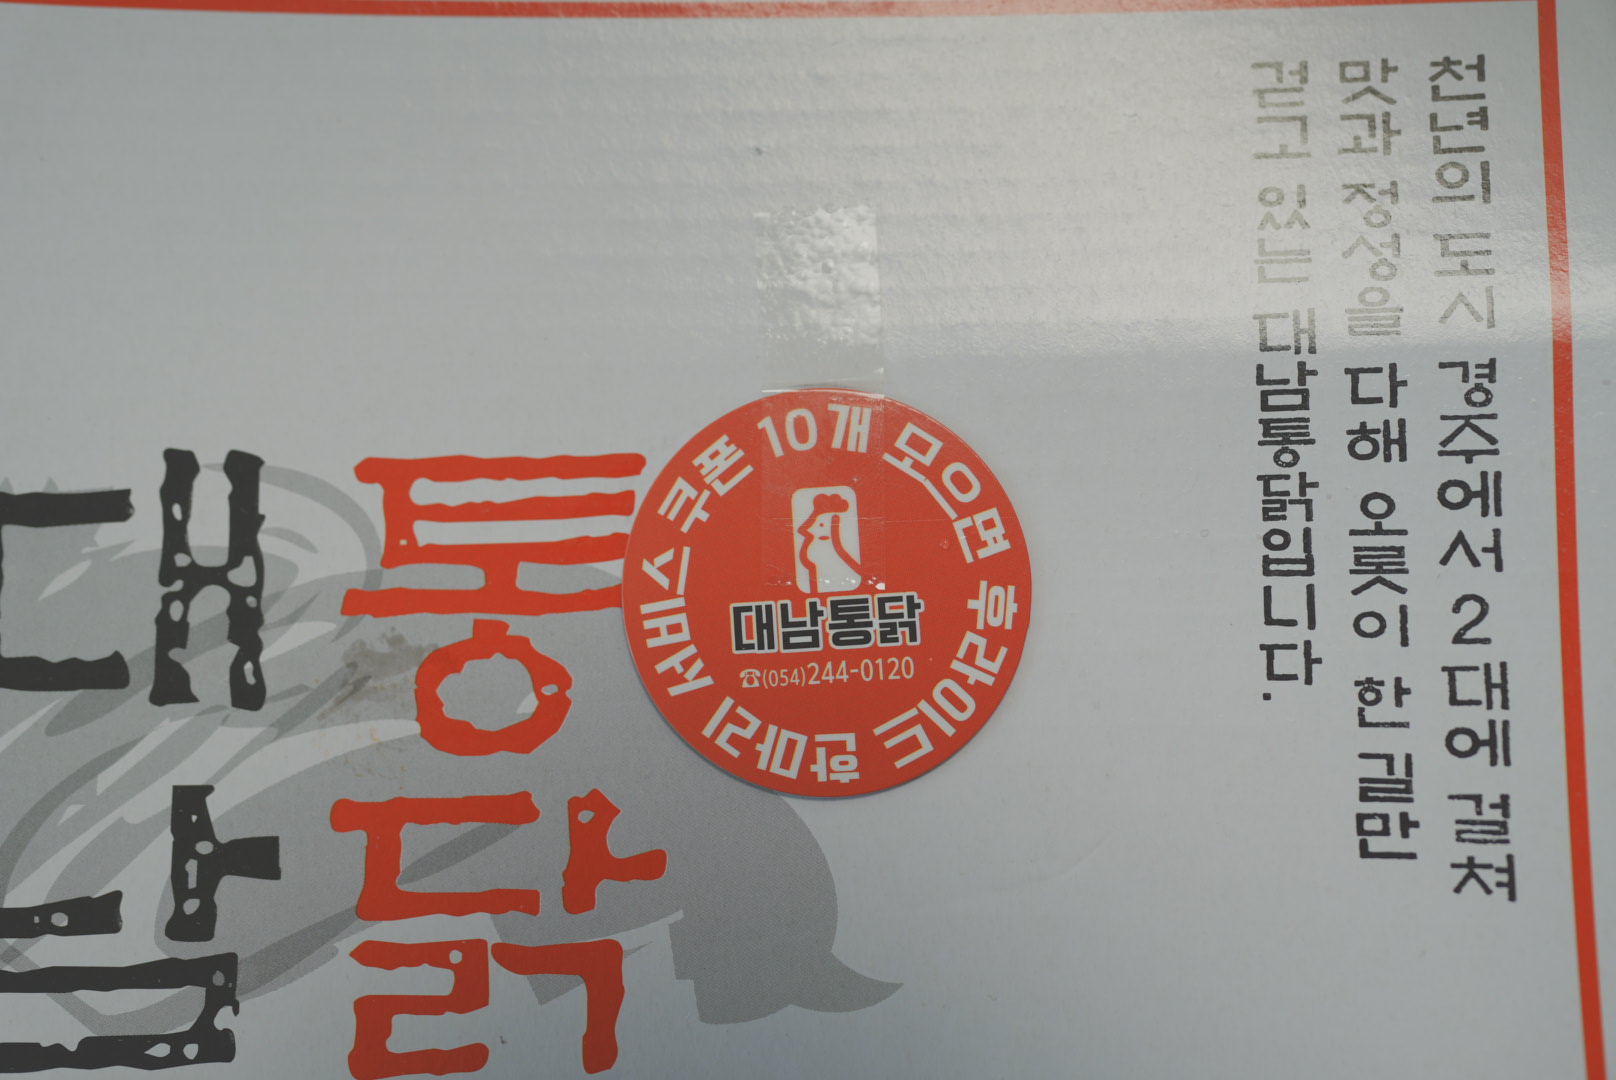 천년의 도시 경주에서 2대에 걸쳐
맛과 정성을 다해 오롯이 한 길만
걷고 있는 대남통닭입니다.
서비스쿠폰 10개 모으면 후라이드 한마리
대남통닭
☎(054)244-0120
통닭
대남